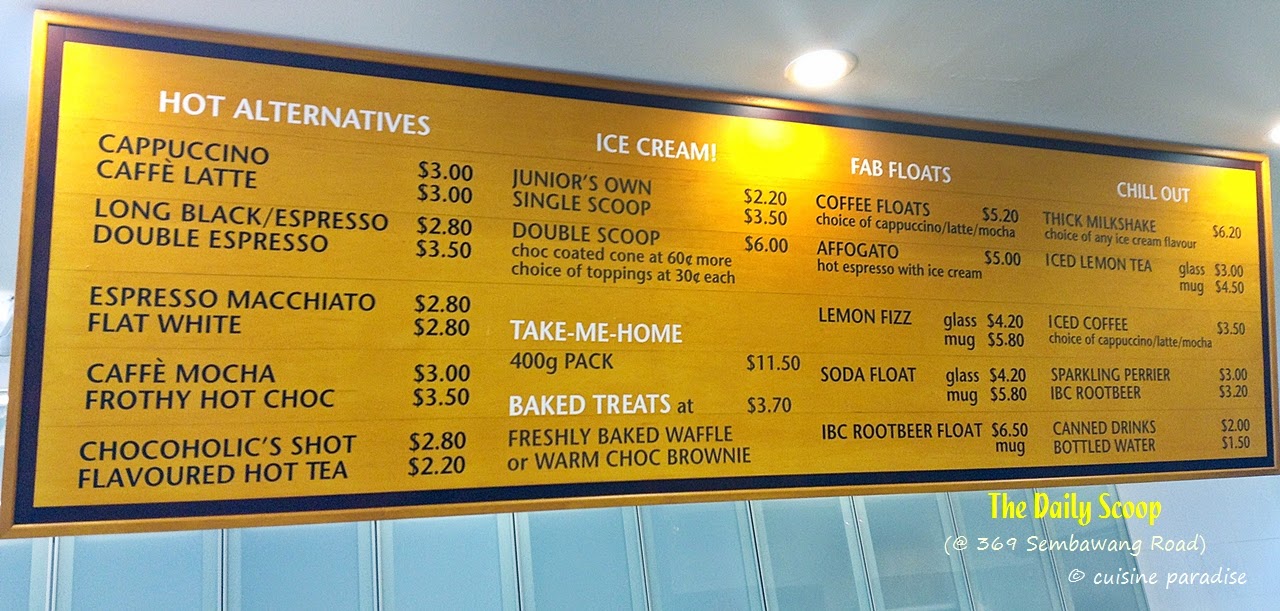 HOT ALTERNATIVES
CAPPUCCINO $3.00
CAFFÈ LATTE $3.00
LONG BLACK/ESPRESSO $2.80
DOUBLE ESPRESSO $3.50
ESPRESSO MACCHIATO $2.80
FLAT WHITE $2.80
CAFFÈ MOCHA $3.00
FROTHY HOT CHOC $3.50
CHOCOHOLIC'S SHOT $2.80
FLAVOURED HOT TEA $2.20
ICE CREAM!
JUNIOR'S OWN $2.20
SINGLE SCOOP $3.50
DOUBLE SCOOP $6.00
choc coated cone at 60¢ more
choice of toppings at 30¢ each
TAKE-ME-HOME
400g PACK $11.50
BAKED TREATS at $3.70
FRESHLY BAKED WAFFLE
or WARM CHOC BROWNIE
FAB FLOATS
COFFEE FLOATS $5.20
choice of cappuccino/latte/mocha
AFFOGATO $5.00
hot espresso with ice cream
LEMON FIZZ glass $4.20
mug $5.80
SODA FLOAT glass $4.20
mug $5.80
IBC ROOTBEER FLOAT $6.50
mug
CHILL OUT
THICK MILKSHAKE $6.20
choice of any ice cream flavour
ICED LEMON TEA glass $3.00
mug $4.50
ICED COFFEE $3.50
choice of cappuccino/latte/mocha
SPARKLING PERRIER $3.00
IBC ROOTBEER $3.20
CANNED DRINKS $2.00
BOTTLED WATER $1.50
The Daily Scoop
(@ 369 Sembawang Road)
© cuisine paradise